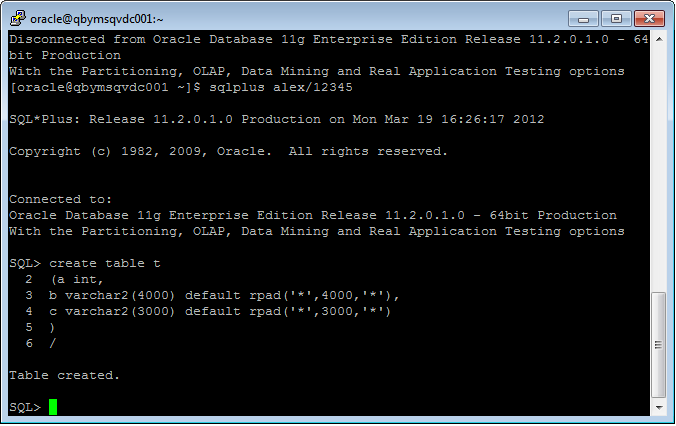 oracle@qbymsqvdc001:~
Disconnected from Oracle Database 11g Enterprise Edition Release 11.2.0.1.0 - 64
bit Production
With the Partitioning, OLAP, Data Mining and Real Application Testing options
[oracle@qbymsqvdc001 ~]$ sqlplus alex/12345
SQL*Plus: Release 11.2.0.1.0 Production on Mon Mar 19 16:26:17 2012
Copyright (c) 1982, 2009, Oracle.  All rights reserved.
Connected to:
Oracle Database 11g Enterprise Edition Release 11.2.0.1.0 - 64bit Production
With the Partitioning, OLAP, Data Mining and Real Application Testing options
SQL> create table t
  2  (a int,
  3  b varchar2(4000) default rpad('*',4000,'*'),
  4  c varchar2(3000) default rpad('*',3000,'*')
  5  )
  6  /
Table created.
SQL>